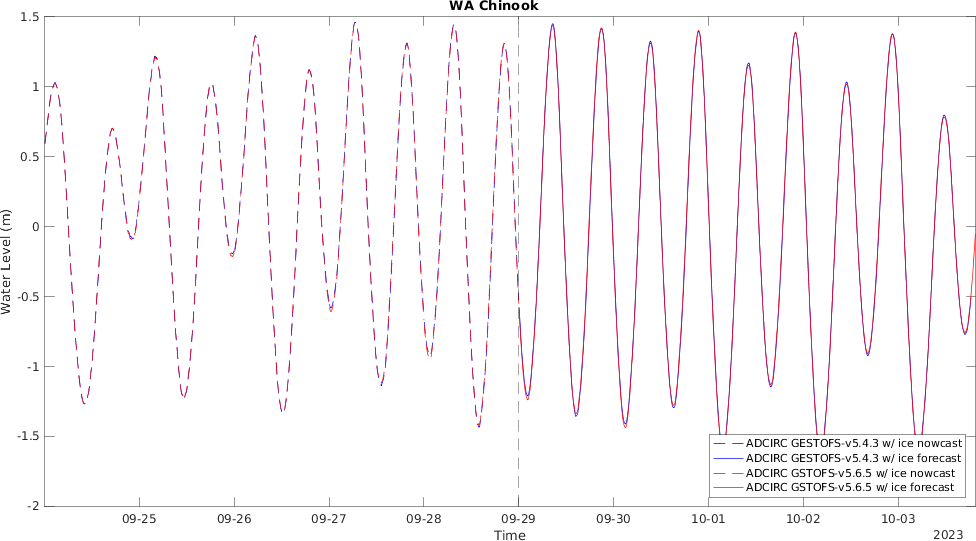 WA Chinook
1.5
1
0.5
0
-0.5
-1
-1.5
-2
Water Level (m)
ADCIRC GESTOFS-v5.4.3 w/ ice nowcast
ADCIRC GESTOFS-v5.4.3 w/ ice forecast
ADCIRC GSTOFS-v5.6.5 w/ ice nowcast
ADCIRC GSTOFS-v5.6.5 w/ ice forecast
09-25 09-26 09-27 09-28 09-29 09-30 10-01 10-02 10-03
Time
2023